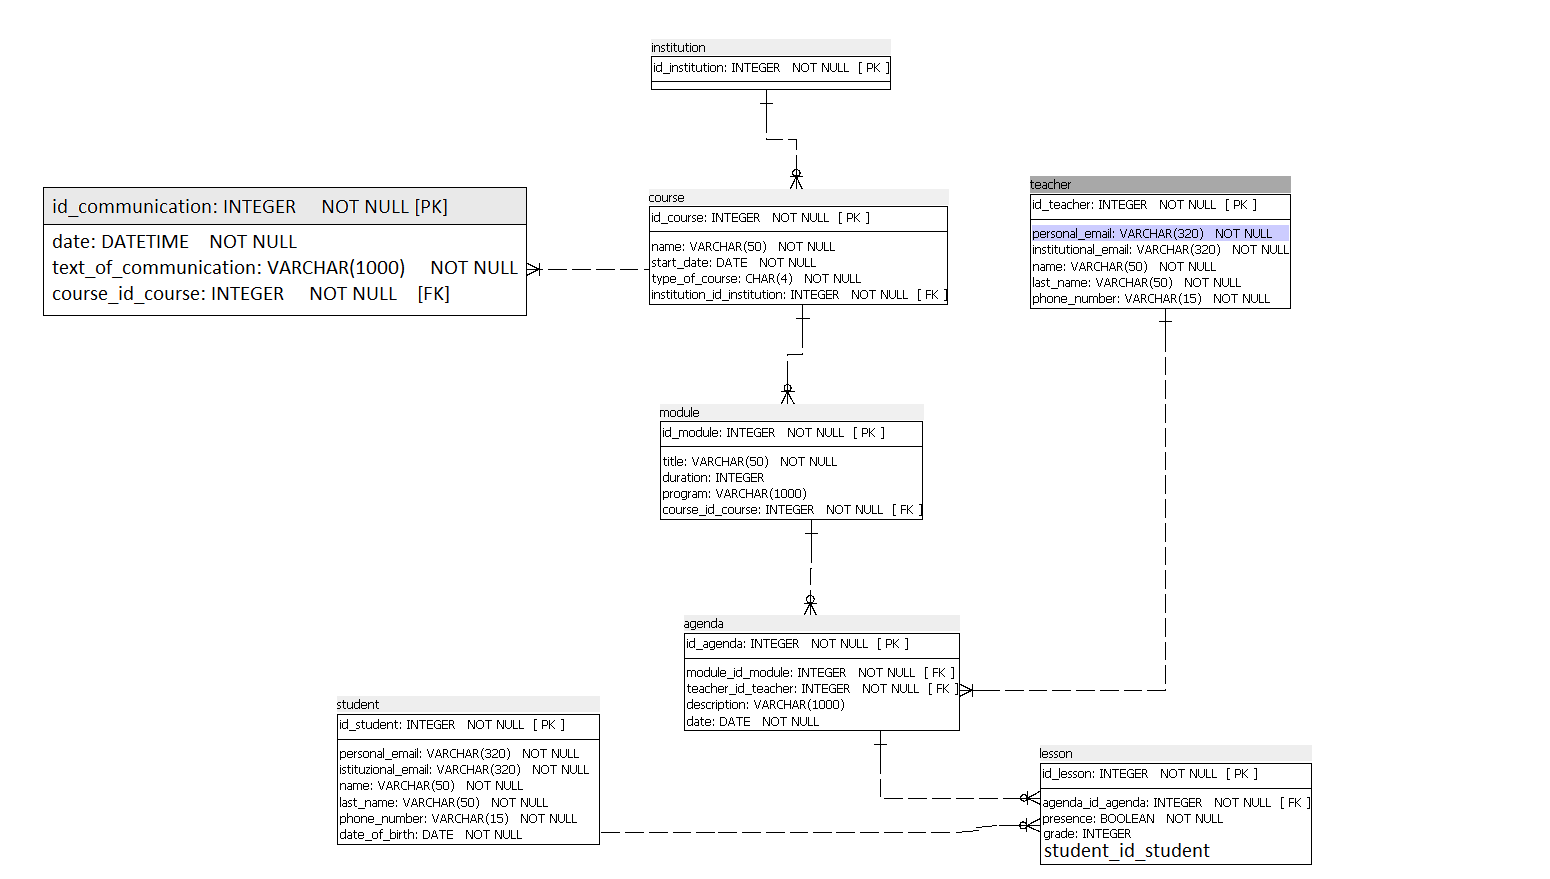 institution
id_institution: INTEGER NOT NULL [ PK ]
id_communication: INTEGER NOT NULL [PK]
date: DATETIME NOT NULL
text_of_communication: VARCHAR(1000) NOT NULL
course_id_course: INTEGER NOT NULL [FK]
course
id_course: INTEGER NOT NULL [ PK ]
name: VARCHAR(50) NOT NULL
start_date: DATE NOT NULL
type_of_course: CHAR(4) NOT NULL
institution_id_institution: INTEGER NOT NULL [ FK ]
teacher
id_teacher: INTEGER NOT NULL [ PK ]
personal_email: VARCHAR(320) NOT NULL
institutional_email: VARCHAR(320) NOT NULL
name: VARCHAR(50) NOT NULL
last_name: VARCHAR(50) NOT NULL
phone_number: VARCHAR(15) NOT NULL
module
id_module: INTEGER NOT NULL [ PK ]
title: VARCHAR(50) NOT NULL
duration: INTEGER
program: VARCHAR(1000)
course_id_course: INTEGER NOT NULL [ FK ]
agenda
id_agenda: INTEGER NOT NULL [ PK ]
module_id_module: INTEGER NOT NULL [ FK ]
teacher_id_teacher: INTEGER NOT NULL [ FK ]
description: VARCHAR(1000)
date: DATE NOT NULL
student
id_student: INTEGER NOT NULL [ PK ]
personal_email: VARCHAR(320) NOT NULL
istituzional_email: VARCHAR(320) NOT NULL
name: VARCHAR(50) NOT NULL
last_name: VARCHAR(50) NOT NULL
phone_number: VARCHAR(15) NOT NULL
date_of_birth: DATE NOT NULL
lesson
id_lesson: INTEGER NOT NULL [ PK ]
agenda_id_agenda: INTEGER NOT NULL [ FK ]
presence: BOOLEAN NOT NULL
grade: INTEGER
student_id_student